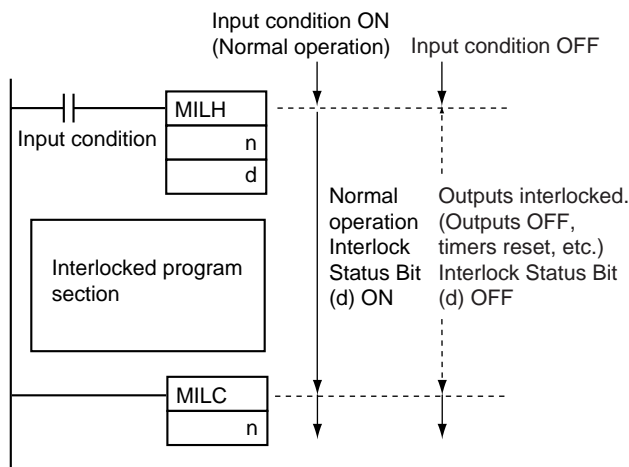 Input condition ON
(Normal operation)
Input condition OFF
MILH
Input condition
n
d
Normal
operation
Interlock
Status Bit
(d) ON
Outputs interlocked.
(Outputs OFF,
timers reset, etc.)
Interlock Status Bit
(d) OFF
Interlocked program
section
MILC
n